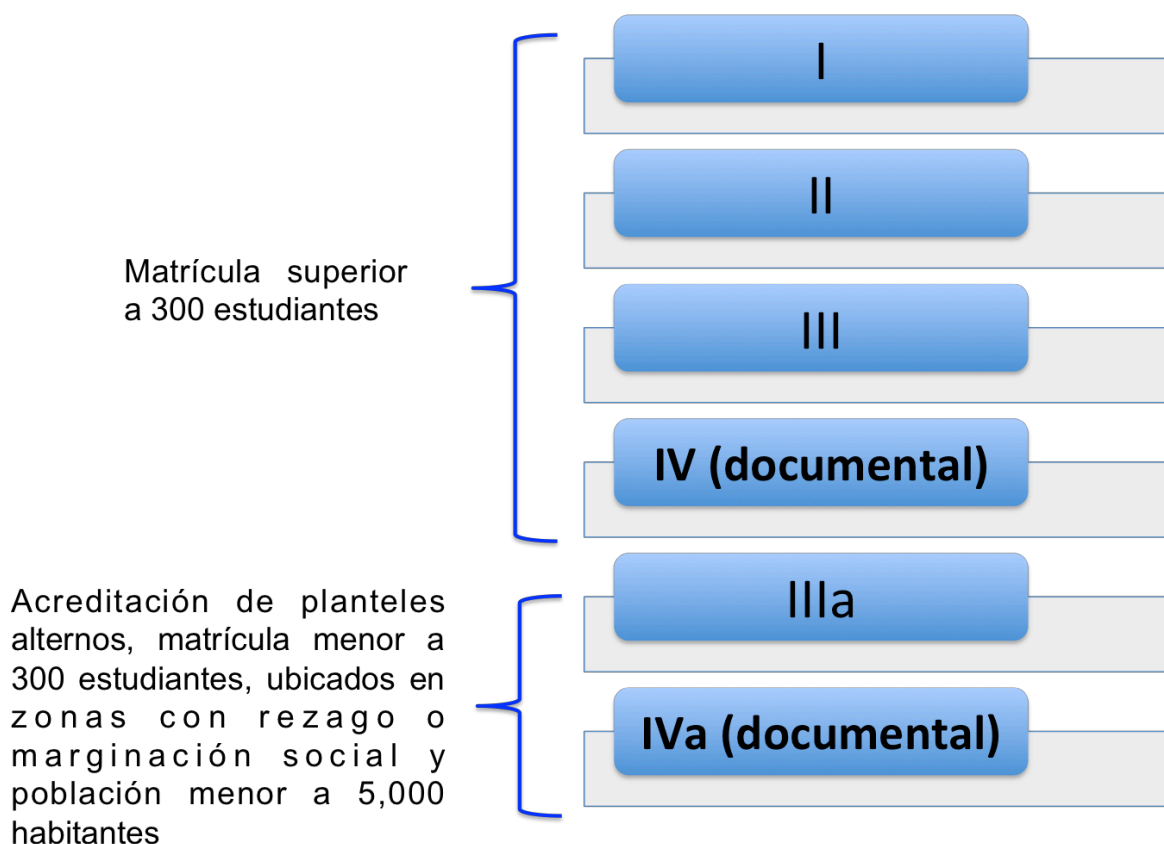 I
II
Matrícula superior
a 300 estudiantes
III
IV (documental)
IIIa
Acreditación de planteles
alternos, matrícula menor a
300 estudiantes, ubicados en
zonas con rezago o
marginación social y
población menor a 5,000
habitantes
IVa (documental)